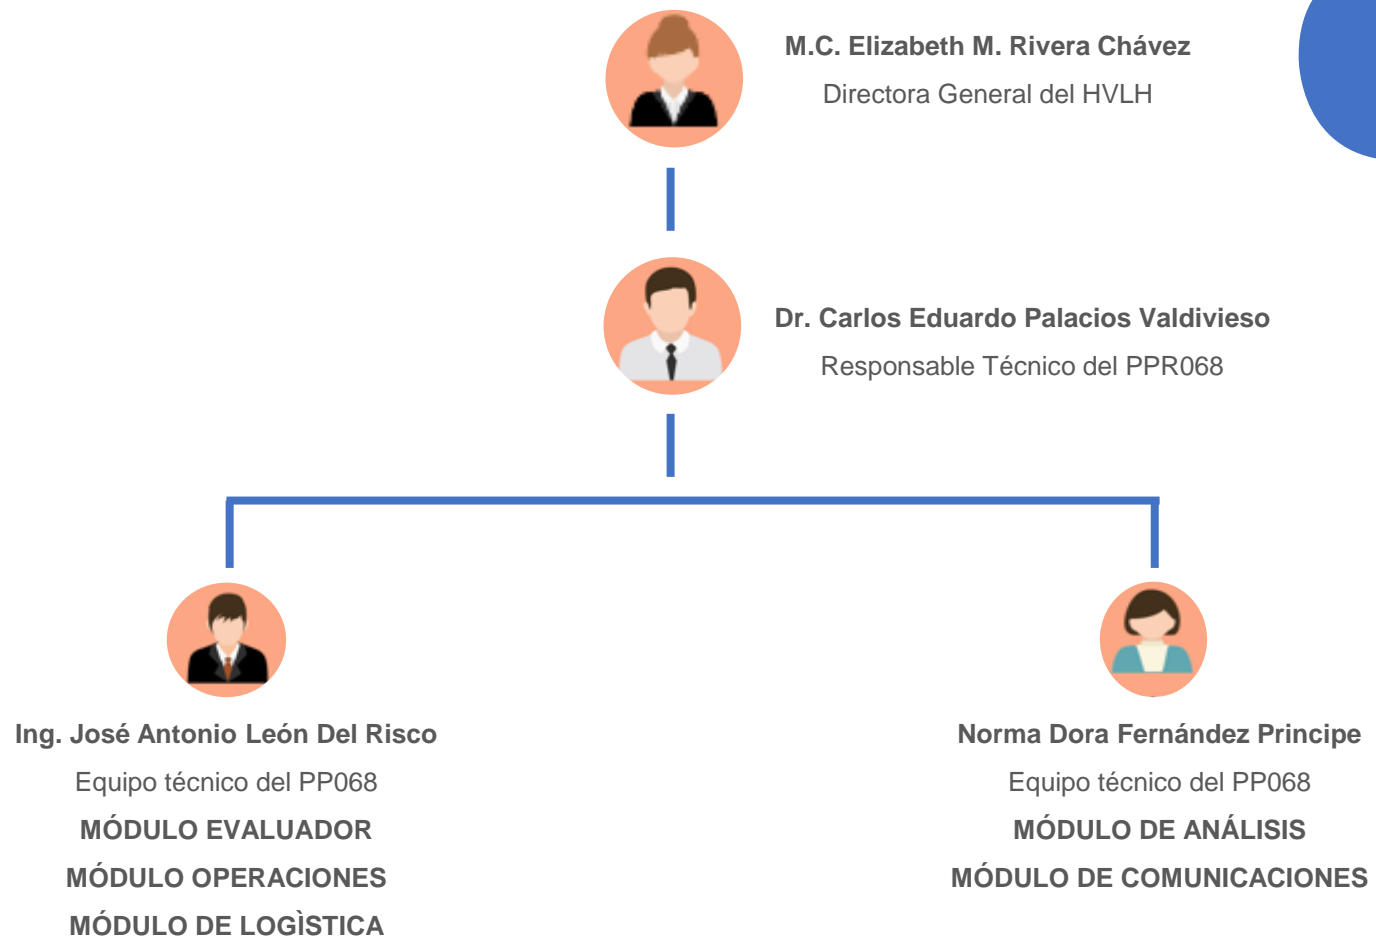 M.C. Elizabeth M. Rivera Chávez
Directora General del HVLH
Dr. Carlos Eduardo Palacios Valdivieso
Responsable Técnico del PPR068
Ing. José Antonio León Del Risco
Equipo técnico del PP068
MÓDULO EVALUADOR
MÓDULO OPERACIONES
MÓDULO DE LOGÌSTICA
Norma Dora Fernández Principe
Equipo técnico del PP068
MÓDULO DE ANÁLISIS
MÓDULO DE COMUNICACIONES